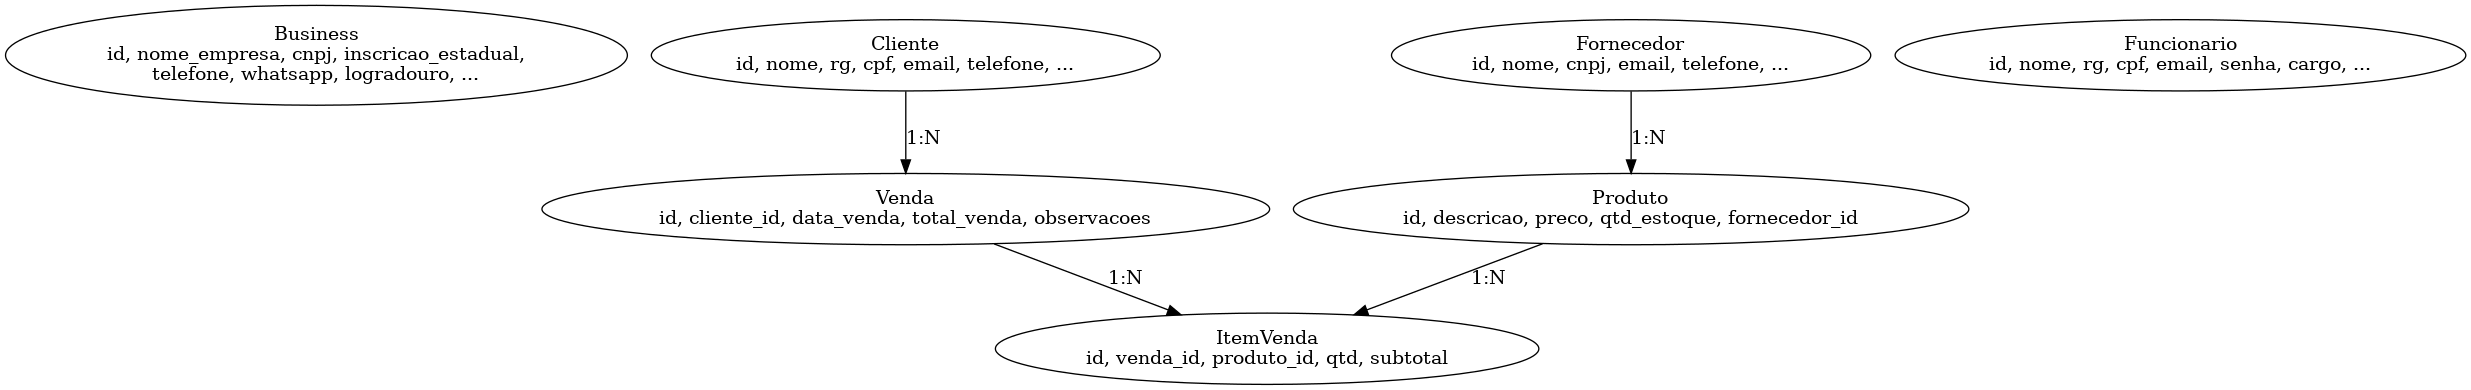 Business
id, nome_empresa, cnpj, inscricao_estadual,
telefone, whatsapp, logradouro, ...
Cliente
id, nome, rg, cpf, email, telefone, ...
Fornecedor
id, nome, cnpj, email, telefone, ...
Funcionario
id, nome, rg, cpf, email, senha, cargo, ...
1:N
1:N
Venda
id, cliente_id, data_venda, total_venda, observacoes
Produto
id, descricao, preco, qtd_estoque, fornecedor_id
1:N
1:N
ItemVenda
id, venda_id, produto_id, qtd, subtotal